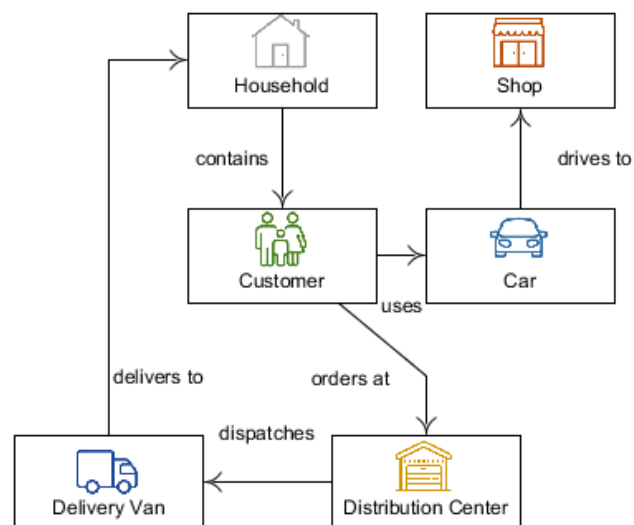 Household
Shop
contains
drives to
Customer
Car
uses
delivers to
orders at
dispatches
Delivery Van
Distribution Center